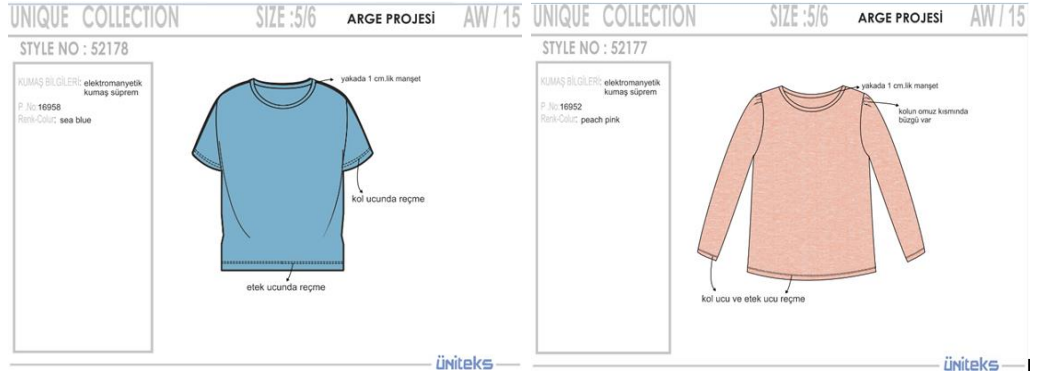 UNIQUE COLLECTION SIZE :5/6 ARGE PROJESİ AW / 15
STYLE NO : 52178
KUMAŞ BİLGİLERİ: elektromanyetik
kumaş süprem
P .No:16958
Renk-Colur: sea blue
yakada 1 cm.lik manşet
kol ucunda reçme
etek ucunda reçme
üniteks
UNIQUE COLLECTION SIZE :5/6 ARGE PROJESİ AW / 15
STYLE NO : 52177
KUMAŞ BİLGİLERİ: elektromanyetik
kumaş süprem
P .No:16952
Renk-Colur: peach pink
yakada 1 cm.lik manşet
kolun omuz kısmında
büzgü var
kol ucu ve etek ucu reçme
üniteks